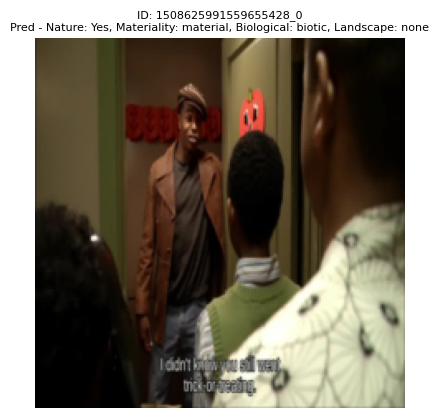 ID: 1508625991559655428_0
Pred - Nature: Yes, Materiality: material, Biological: biotic, Landscape: none
I didn't know you still went
trick-or-treating.